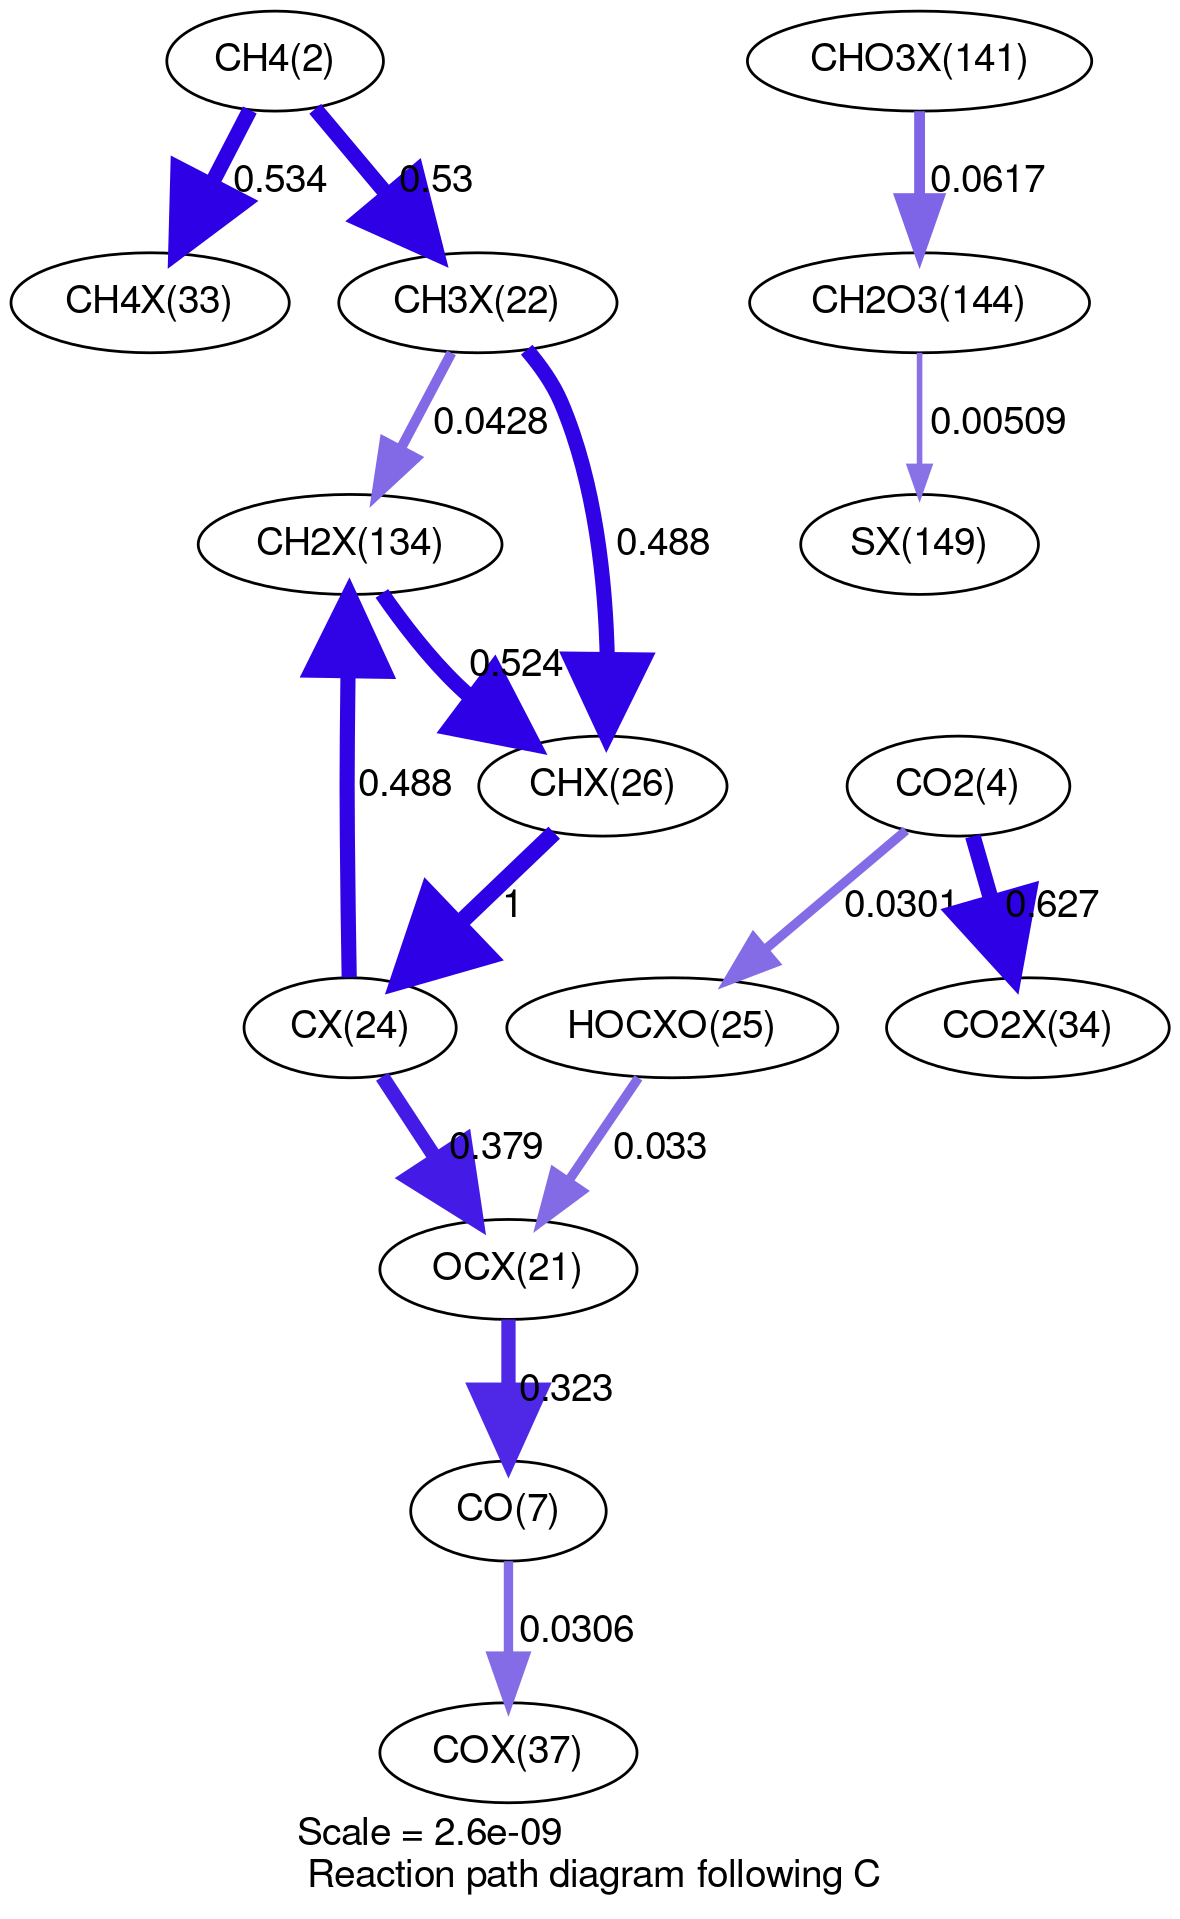 CH4(2)
CHO3X(141)
0.534
0.53
0.0617
CH4X(33)
CH3X(22)
CH2O3(144)
0.0428
0.00509
CH2X(134)
0.488
SX(149)
0.524
0.488
CHX(26)
CO2(4)
1
0.0301
0.627
CX(24)
HOCXO(25)
CO2X(34)
0.379
0.033
OCX(21)
0.323
CO(7)
0.0306
COX(37)
Scale = 2.6e-09
Reaction path diagram following C